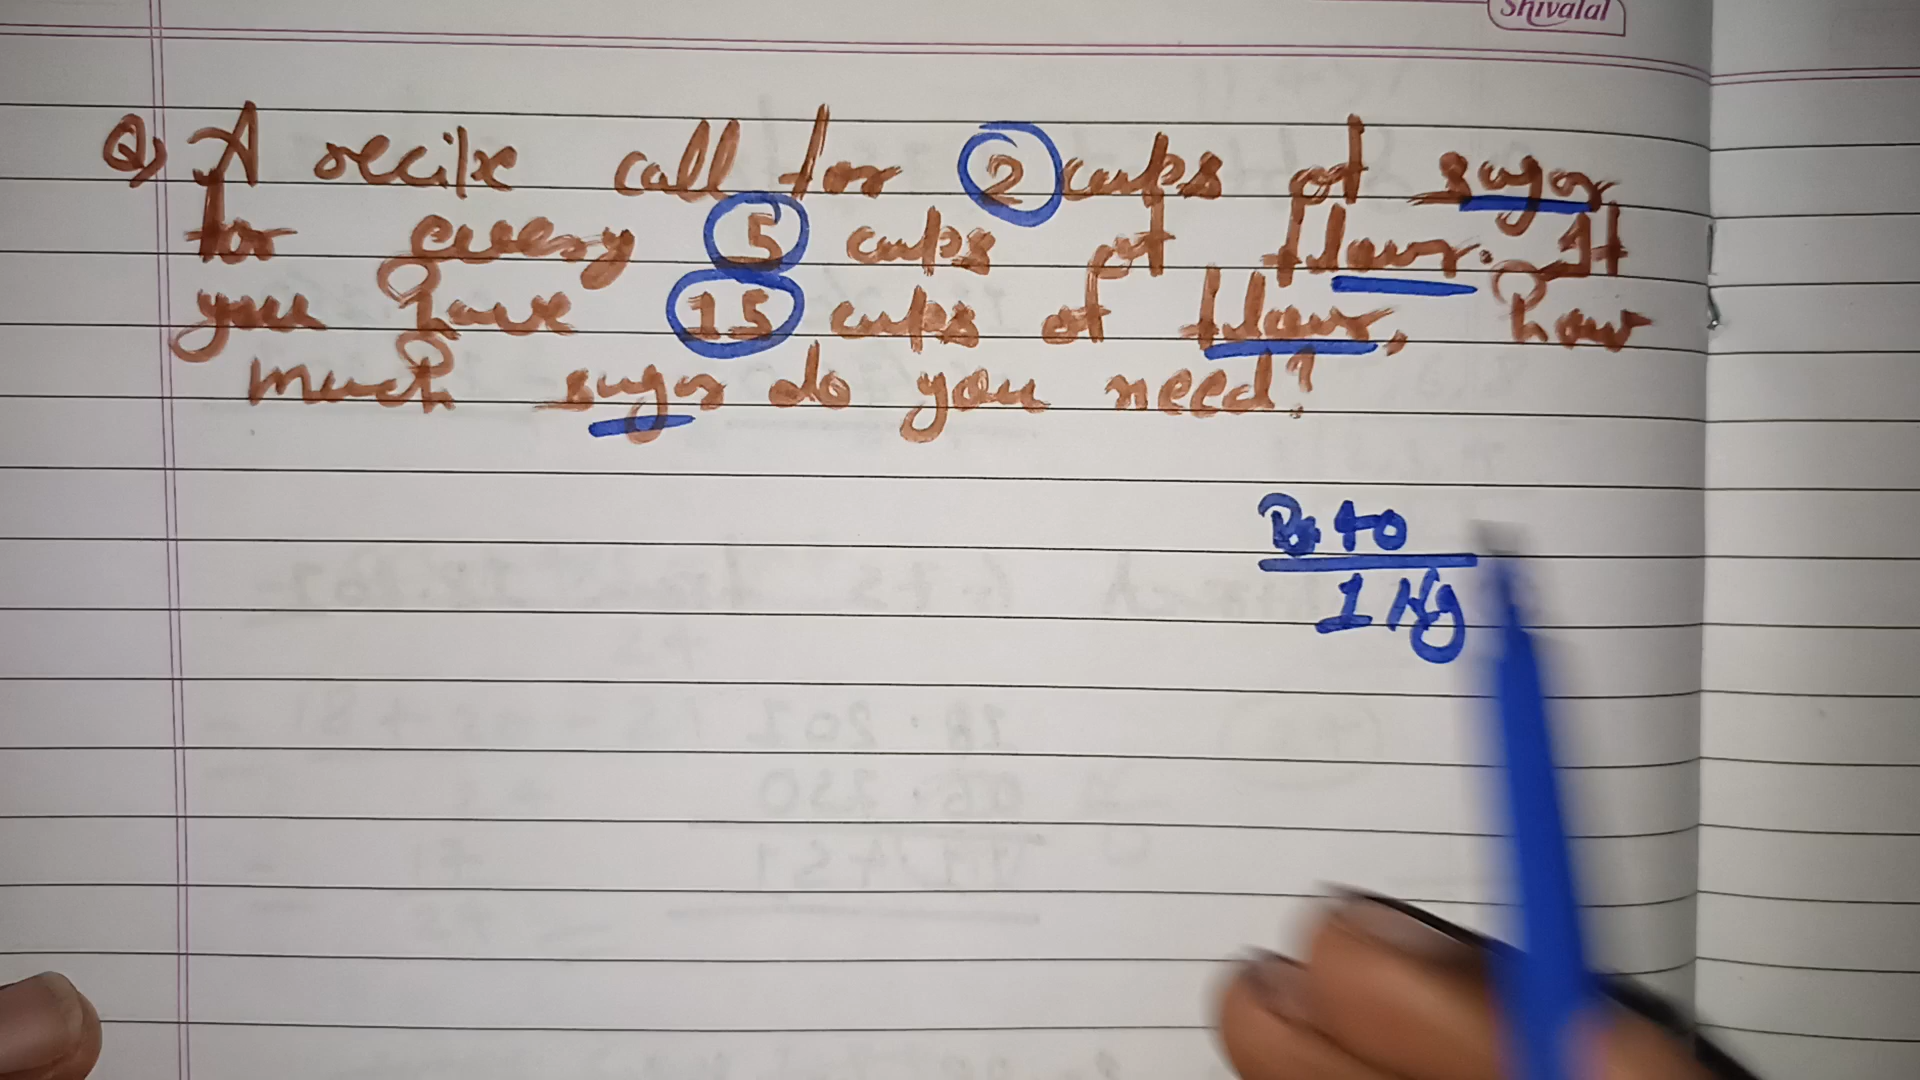 Shivalal
Q) A recipe call for 2 cups of sugar
for every 5 cups of flour. If
you have 15 cups of flour, how
much sugar do you need?
Rs 40
1 Kg